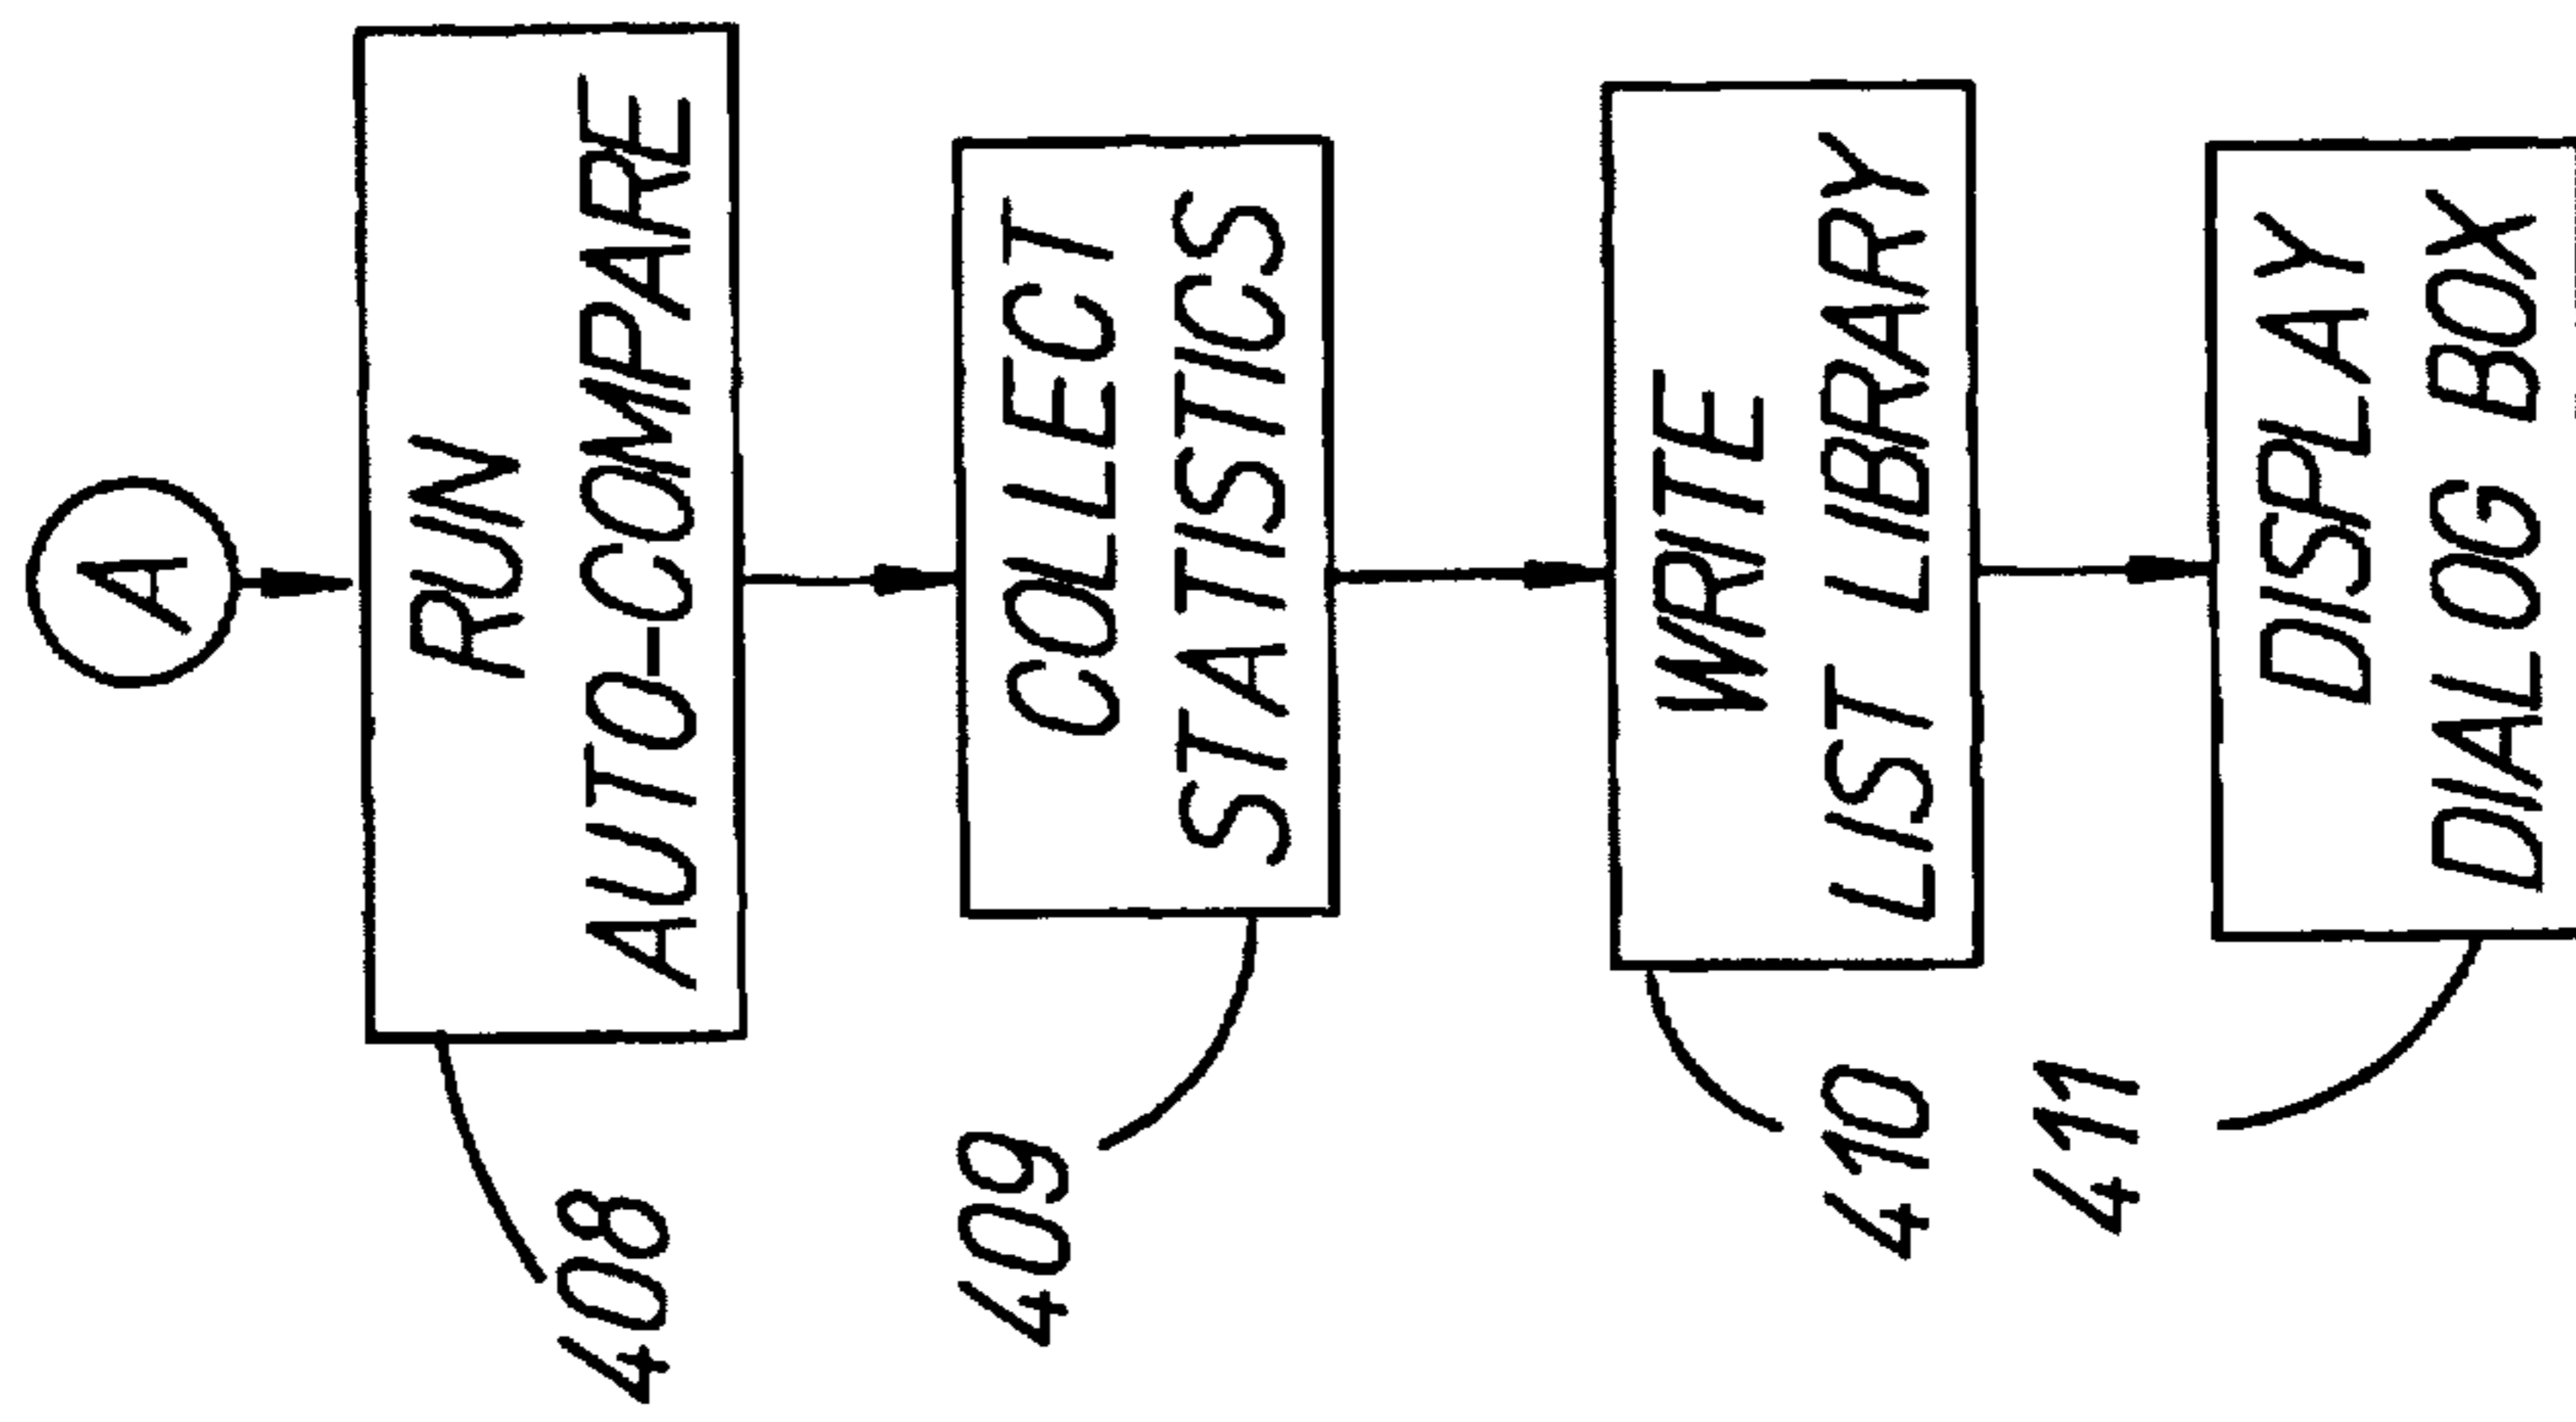 A
RUN
AUTO-COMPARE
408
COLLECT
STATISTICS
409
WRITE
LIST LIBRARY
410
DISPLAY
DIALOG BOX
411